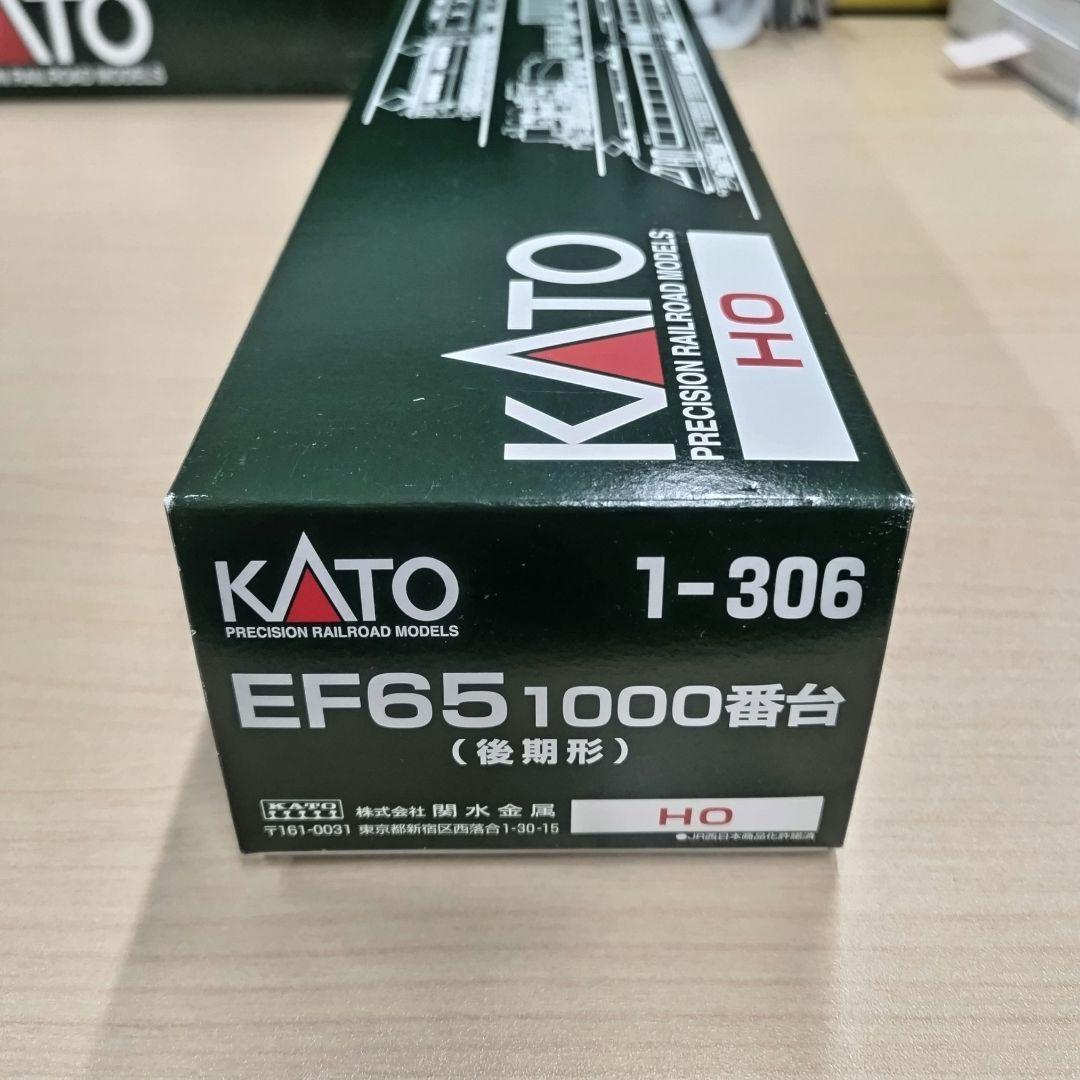 KATO
PRECISION RAILROAD MODELS
KATO
PRECISION RAILROAD MODELS
HO
KATO
PRECISION RAILROAD MODELS
1-306
EF65 1000番台
(後期形)
KATO 株式会社 関水金属
〒161-0031 東京都新宿区西落合1-30-15
HO
●JR西日本商品化許諾済